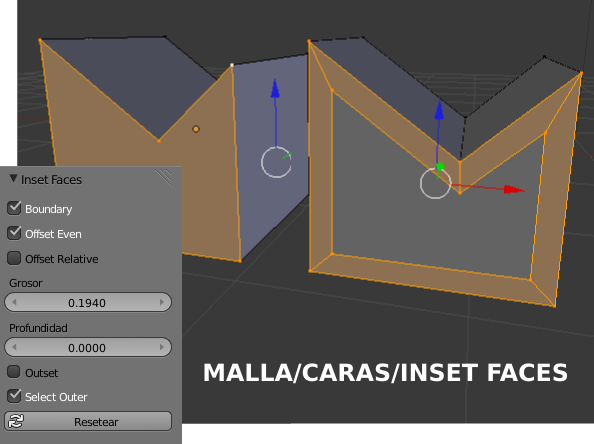 Inset Faces
Boundary
Offset Even
Offset Relative
Grosor
0.1940
Profundidad
0.0000
Outset
Select Outer
Resetear
MALLA/CARAS/INSET FACES